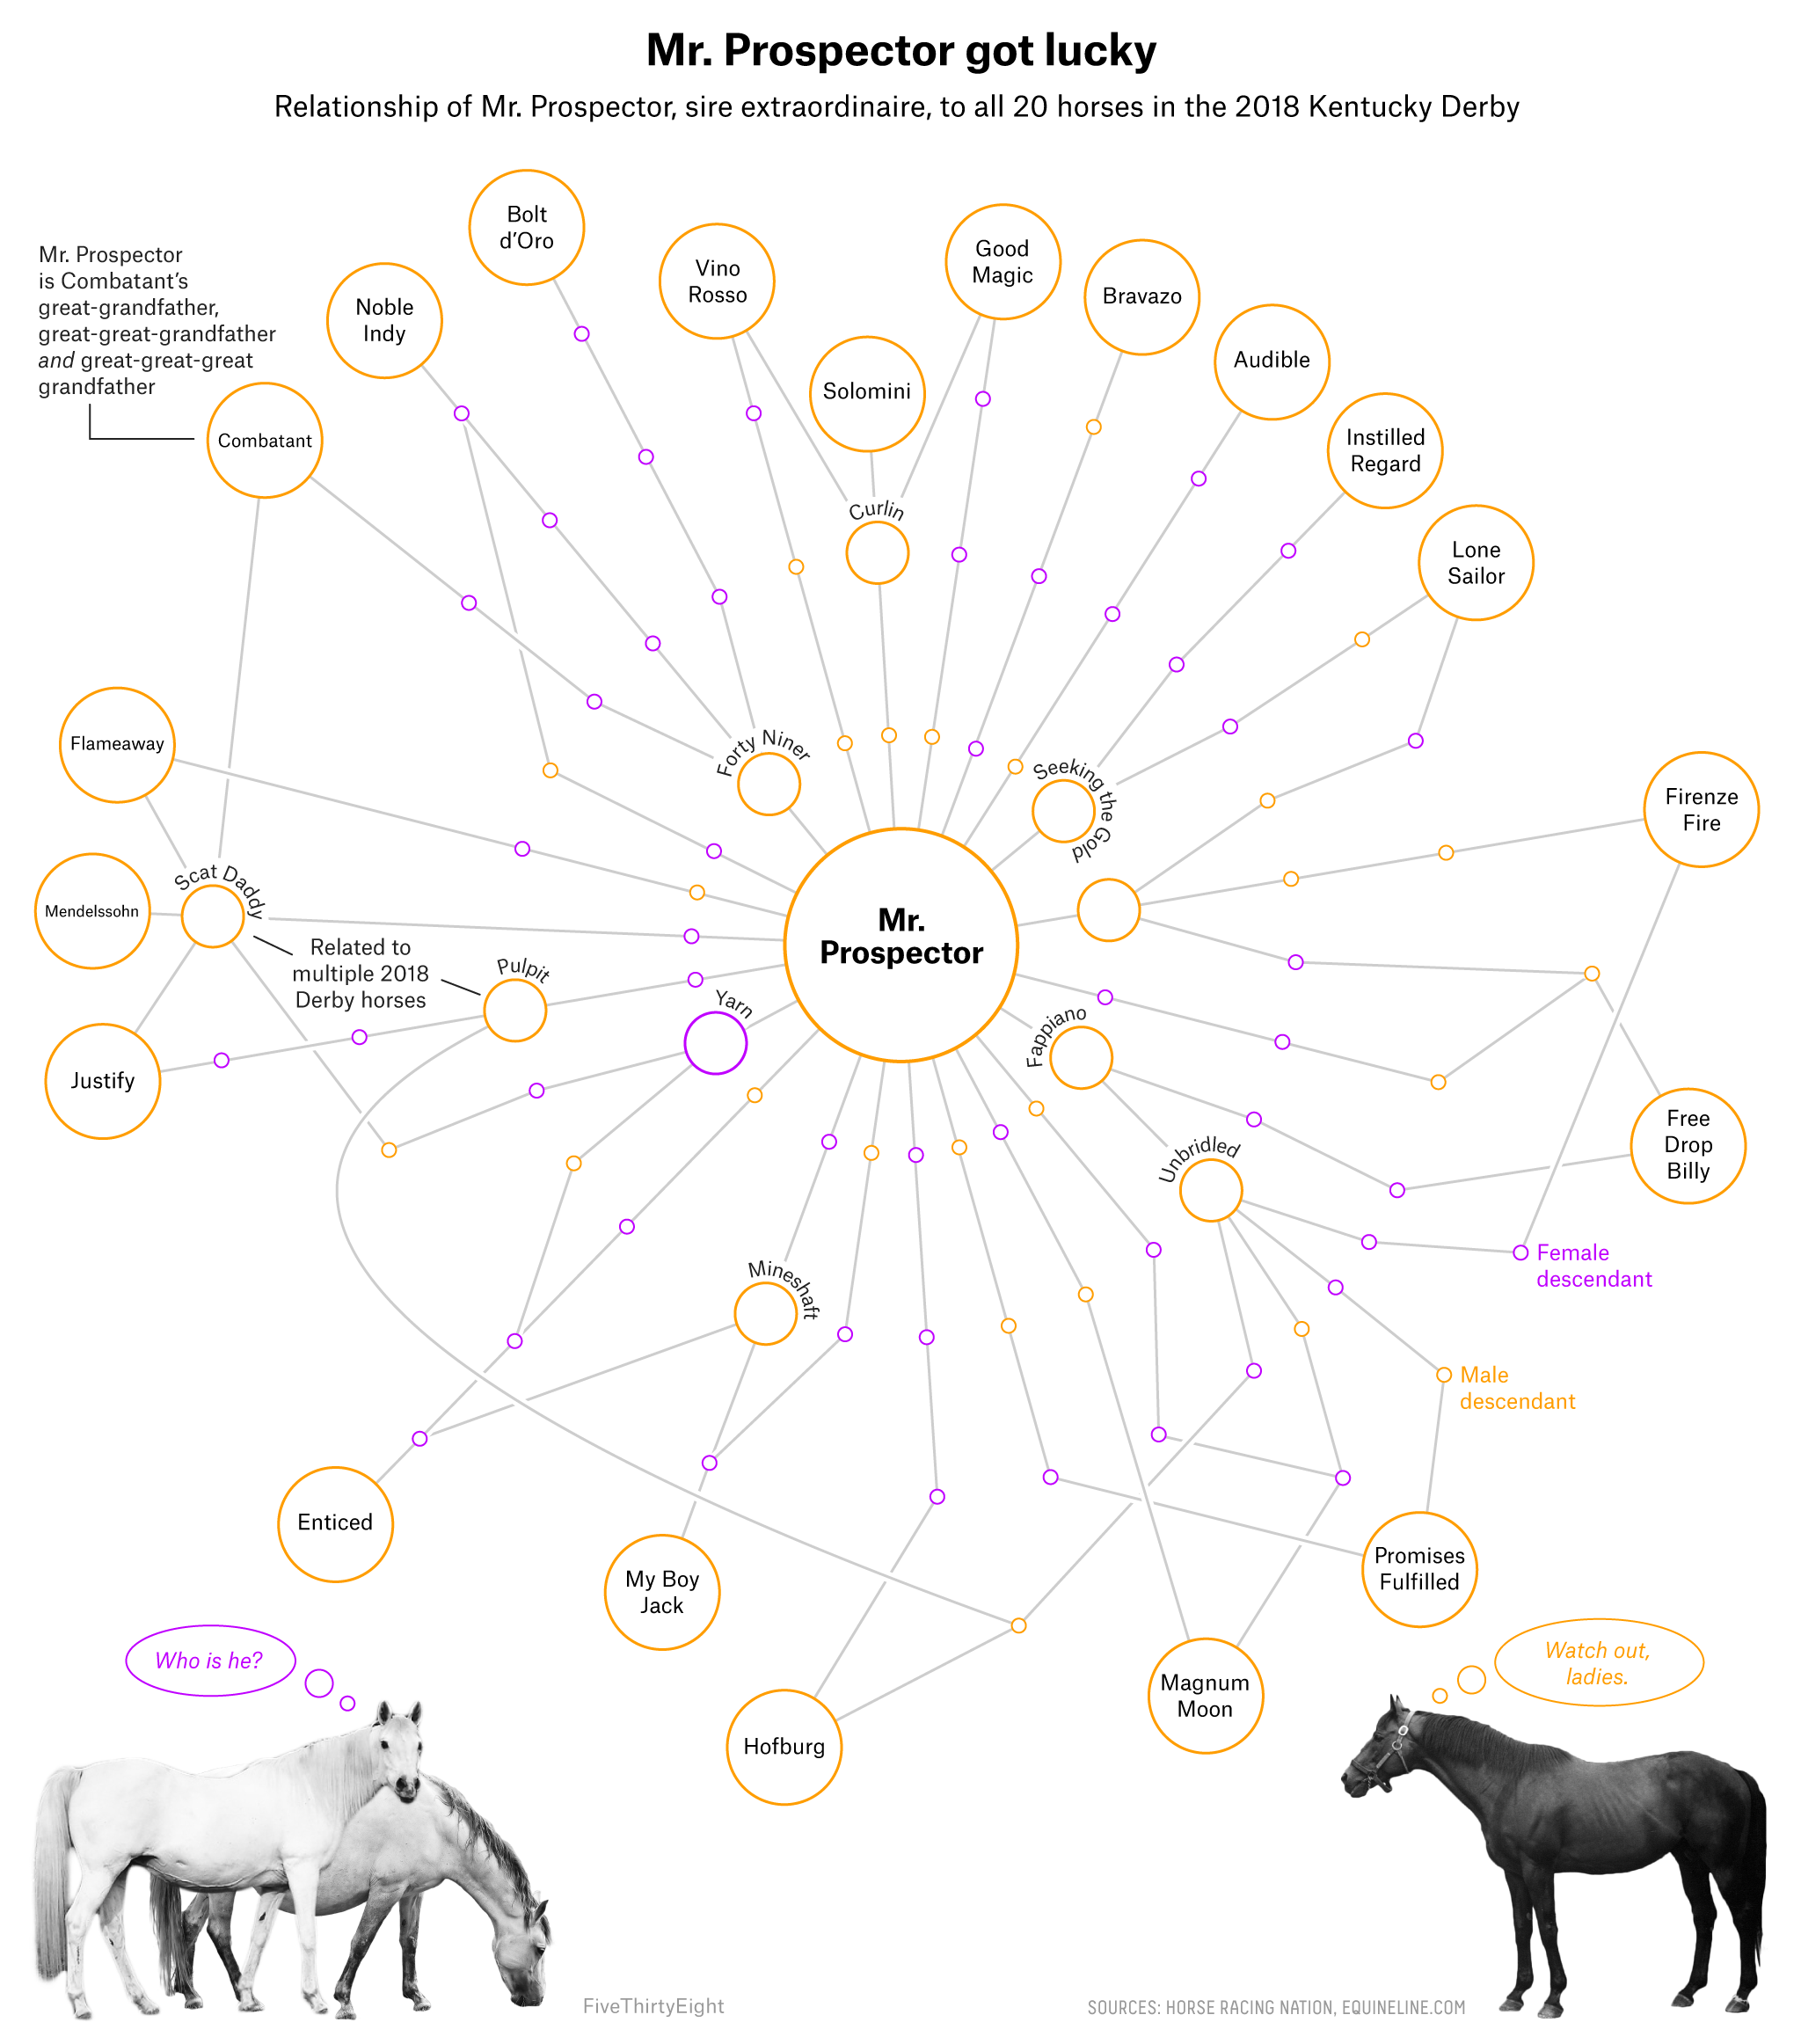 Mr. Prospector got lucky
Relationship of Mr. Prospector, sire extraordinaire, to all 20 horses in the 2018 Kentucky Derby
Mr. Prospector
is Combatant’s
great-grandfather,
great-great-grandfather
and great-great-great
grandfather
Combatant
Noble
Indy
Bolt
d’Oro
Vino
Rosso
Solomini
Good
Magic
Bravazo
Audible
Instilled
Regard
Lone
Sailor
Curlin
Forty Niner
Seeking the Gold
Flameaway
Mendelssohn
Scat Daddy
Related to
multiple 2018
Derby horses
Pulpit
Yarn
Justify
Mr.
Prospector
Firenze
Fire
Fappiano
Unbridled
Free
Drop
Billy
Female
descendant
Male
descendant
Mineshaft
Enticed
My Boy
Jack
Hofburg
Magnum
Moon
Promises
Fulfilled
Who is he?
Watch out,
ladies.
FiveThirtyEight
SOURCES: HORSE RACING NATION, EQUINELINE.COM